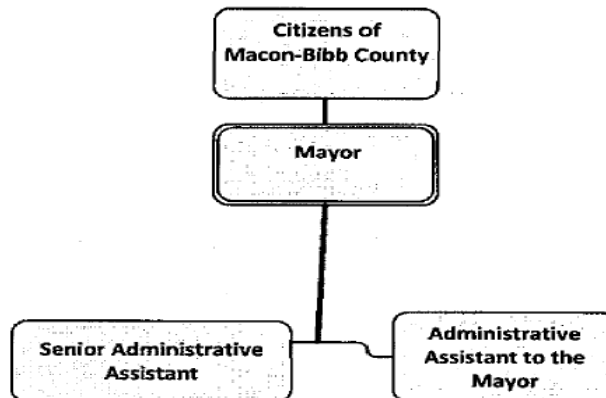 Citizens of
Macon-Bibb County
Mayor
Senior Administrative
Assistant
Administrative
Assistant to the
Mayor